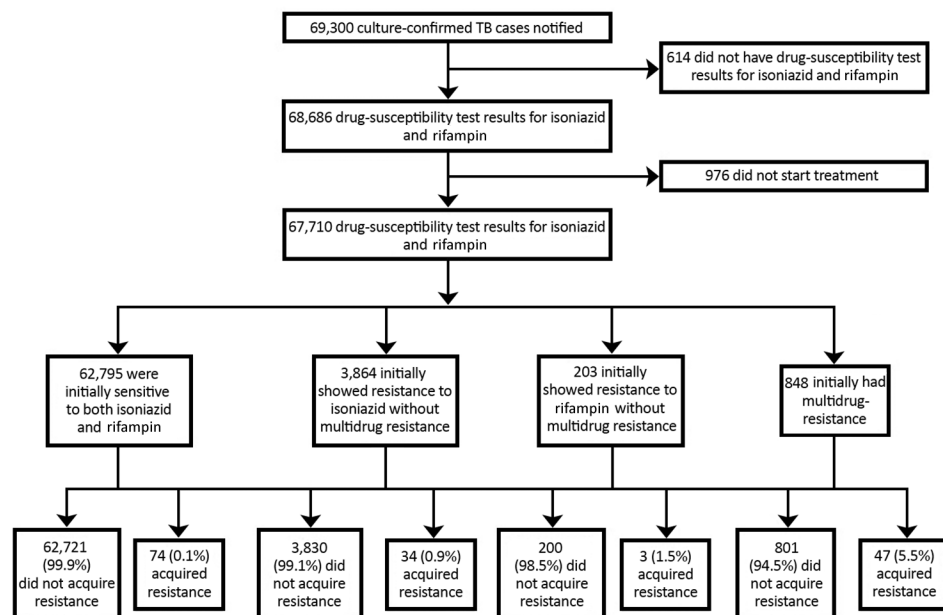 69,300 culture-confirmed TB cases notified
614 did not have drug-susceptibility test
results for isoniazid and rifampin
68,686 drug-susceptibility test results for isoniazid
and rifampin
976 did not start treatment
67,710 drug-susceptibility test results for isoniazid
and rifampin
62,795 were
initially sensitive
to both isoniazid
and rifampin
3,864 initially
showed resistance to
isoniazid without
multidrug resistance
203 initially
showed resistance to
rifampin without
multidrug resistance
848 initially had
multidrug-
resistance
62,721
(99.9%)
did not acquire
resistance
74 (0.1%)
acquired
resistance
3,830
(99.1%) did
not acquire
resistance
34 (0.9%)
acquired
resistance
200
(98.5%) did
not acquire
resistance
3 (1.5%)
acquired
resistance
801
(94.5%) did
not acquire
resistance
47 (5.5%)
acquired
resistance